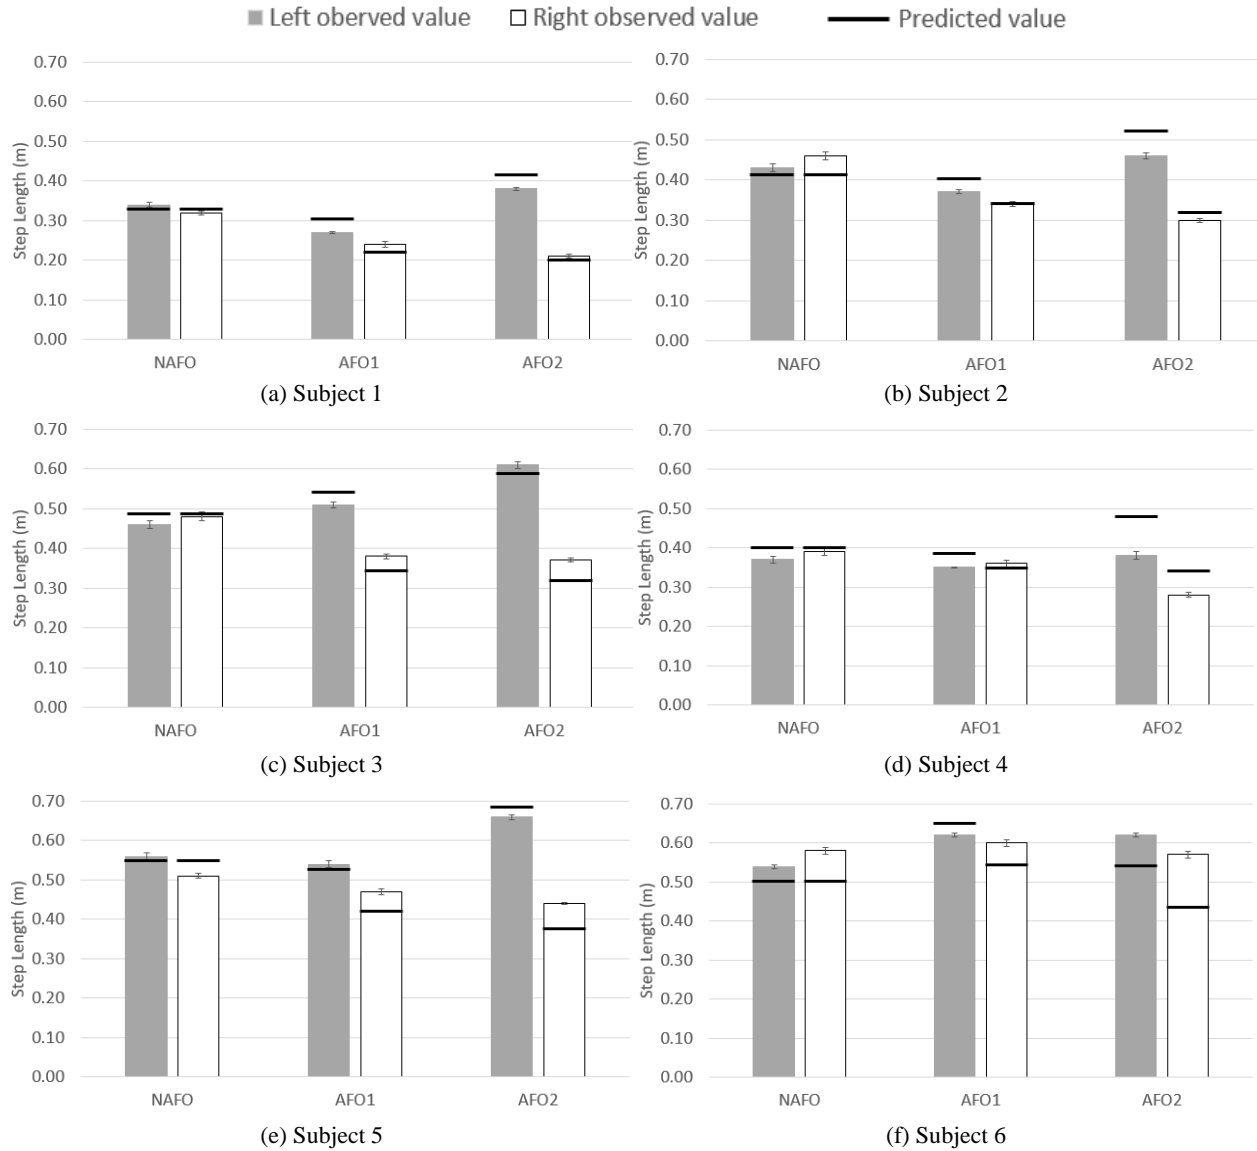 Left oberved value
Right observed value
Predicted value
0.70
0.60
0.50
0.40
0.30
0.20
0.10
0.00
Step Length (m)
NAFO
AFO1
AFO2
(a) Subject 1
0.70
0.60
0.50
0.40
0.30
0.20
0.10
0.00
Step Length (m)
NAFO
AFO1
AFO2
(b) Subject 2
0.70
0.60
0.50
0.40
0.30
0.20
0.10
0.00
Step Length (m)
NAFO
AFO1
AFO2
(c) Subject 3
0.70
0.60
0.50
0.40
0.30
0.20
0.10
0.00
Step Length (m)
NAFO
AFO1
AFO2
(d) Subject 4
0.70
0.60
0.50
0.40
0.30
0.20
0.10
0.00
Step Length (m)
NAFO
AFO1
AFO2
(e) Subject 5
0.70
0.60
0.50
0.40
0.30
0.20
0.10
0.00
Step Length (m)
NAFO
AFO1
AFO2
(f) Subject 6